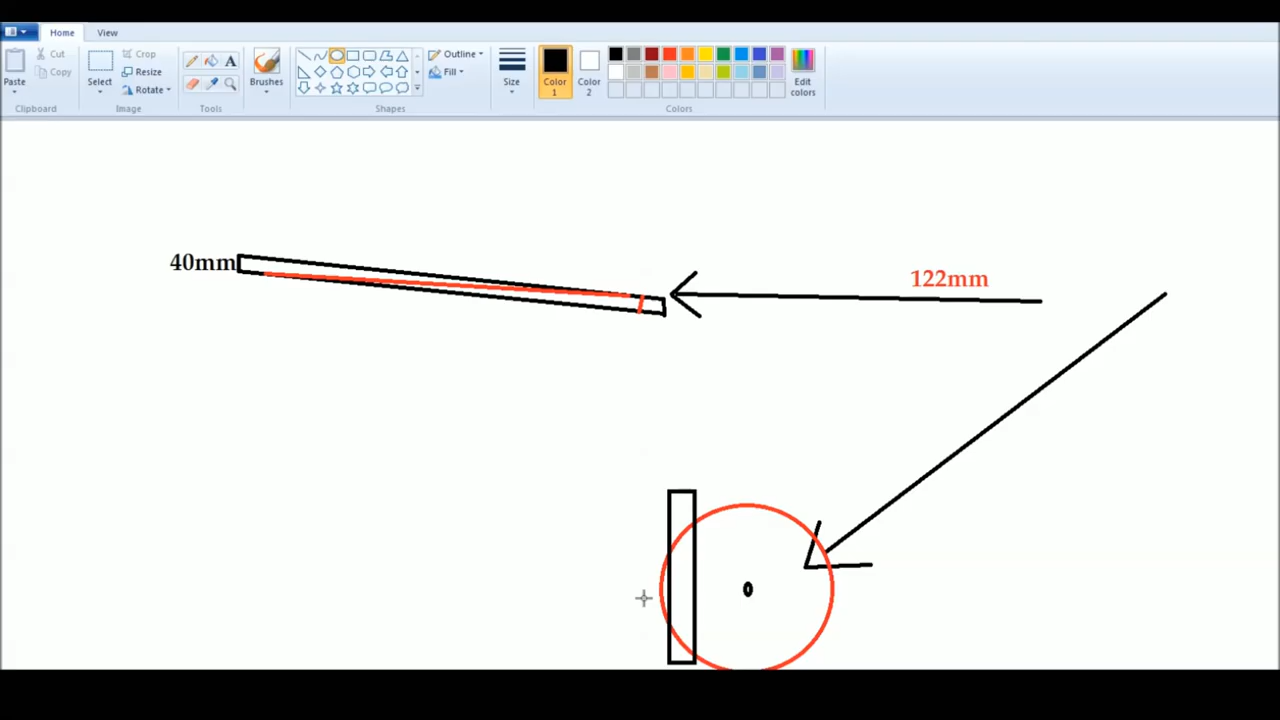 Home
View
Paste
Cut
Copy
Clipboard
Select
Crop
Resize
Rotate
Image
A
Tools
Brushes
Shapes
Outline
Fill
Size
Color
1
Color
2
Edit
colors
Colors
40mm
122mm